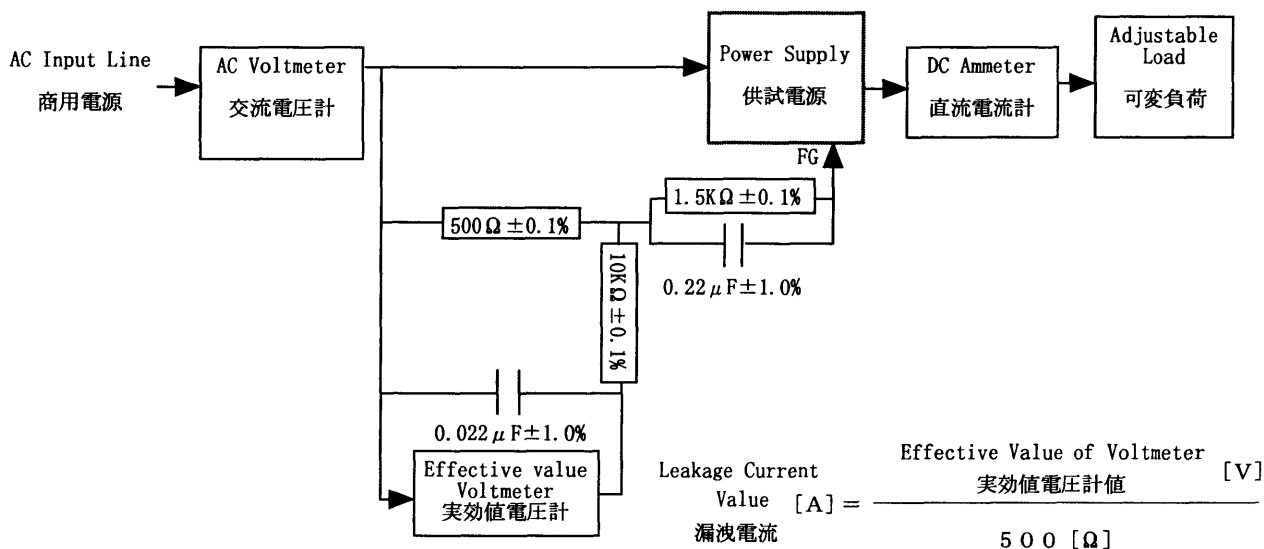 AC Input Line
商用電源
AC Voltmeter
交流電圧計
Power Supply
供試電源
DC Ammeter
直流電流計
Adjustable
Load
可変負荷
FG
1.5KΩ±0.1%
500Ω±0.1%
0.22μF±1.0%
10KΩ±0.1%
0.022μF±1.0%
Effective value
Voltmeter
実効値電圧計
Leakage Current
Value [A]=
漏洩電流
Effective Value of Voltmeter
実効値電圧計値 [V]
500[Ω]